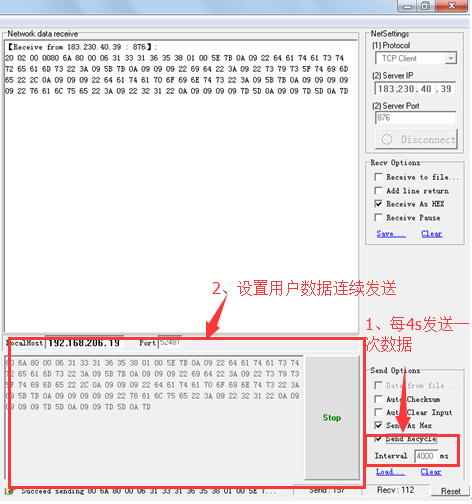 Network data receive
【Receive from 183.230.40.39 : 876】:
20 02 00 0080 6A 80 00 06 31 33 31 36 35 38 01 00 5E 7B 0A 09 22 64 61 74 61 73 74
72 65 61 6D 73 22 3A 09 5B 7B 0A 09 09 09 22 69 64 22 3A 09 22 73 79 73 5F 74 69 6D
65 22 2C 0A 09 09 09 22 64 61 74 61 70 6F 69 6E 74 73 22 3A 09 5B 7B 0A 09 09 09 09
09 22 76 61 6C 75 65 22 3A 09 22 32 31 22 0A 09 09 09 09 7D 5D 0A 09 09 7D 5D 0A 7D
NetSettings
(1) Protocol
TCP Client
(2) Server IP
183.230.40.39
(2) Server Port
876
Disconnect
Recv Options
Receive to file...
Add line return
Receive As HEX
Receive Pause
Save...
Clear
2、设置用户数据连续发送
1、每4s发送一
次数据
LocalHost
192.168.206.19
Port
52487
80 6A 80 00 06 31 33 31 36 35 38 01 00 5E 7B 0A 09 22 64 61 74 61 73 74
72 65 61 6D 73 22 3A 09 5B 7B 0A 09 09 09 22 69 64 22 3A 09 22 73 79 73
5F 74 69 6D 65 22 2C 0A 09 09 09 22 64 61 74 61 70 6F 69 6E 74 73 22 3A
09 5B 7B 0A 09 09 09 09 09 22 76 61 6C 75 65 22 3A 09 22 32 31 22 0A 09
09 09 09 7D 5D 0A 09 09 7D 5D 0A 7D
Stop
Send Options
Data from file ...
Auto Checksum
Auto Clear Input
Send As Hex
Send Recycle
Interval
4000
ms
Load...
Clear
Succeed sending 80 6A 80 00 06 31 33 31 36 35 38 01 00 5E 7...
Send : 157
Recv : 112
Reset